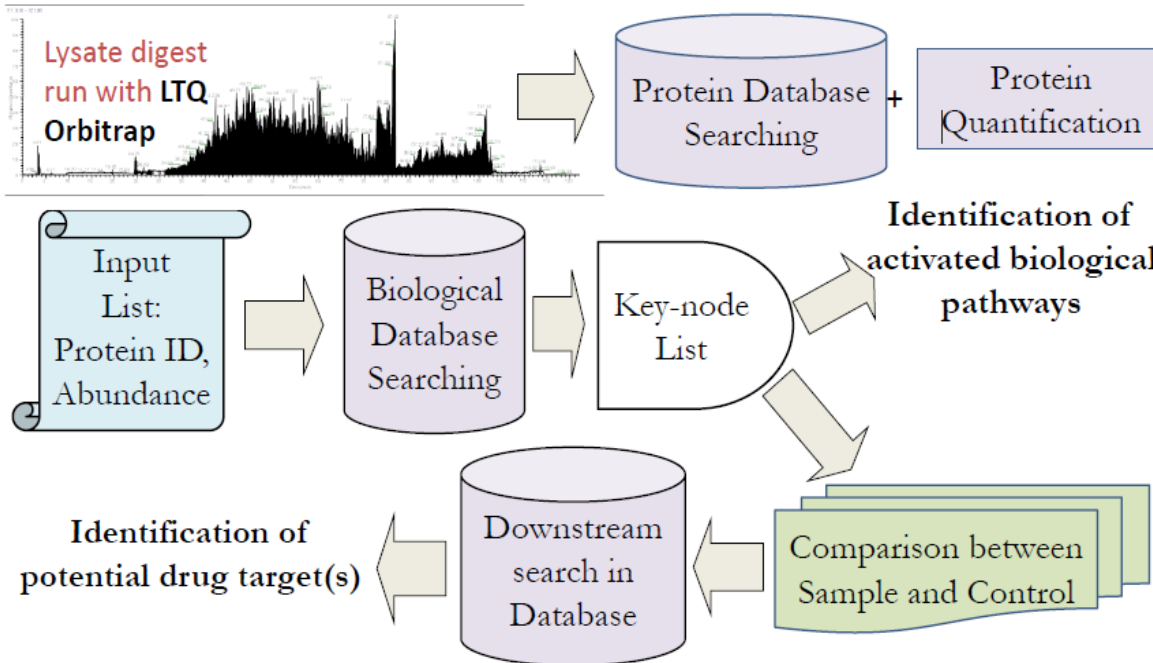 Lysate digest
run with LTQ
Orbitrap
Protein Database
Searching
+
Protein
Quantification
Input
List:
Protein ID,
Abundance
Biological
Database
Searching
Key-node
List
Identification of
activated biological
pathways
Identification of
potential drug target(s)
Downstream
search in
Database
Comparison between
Sample and Control